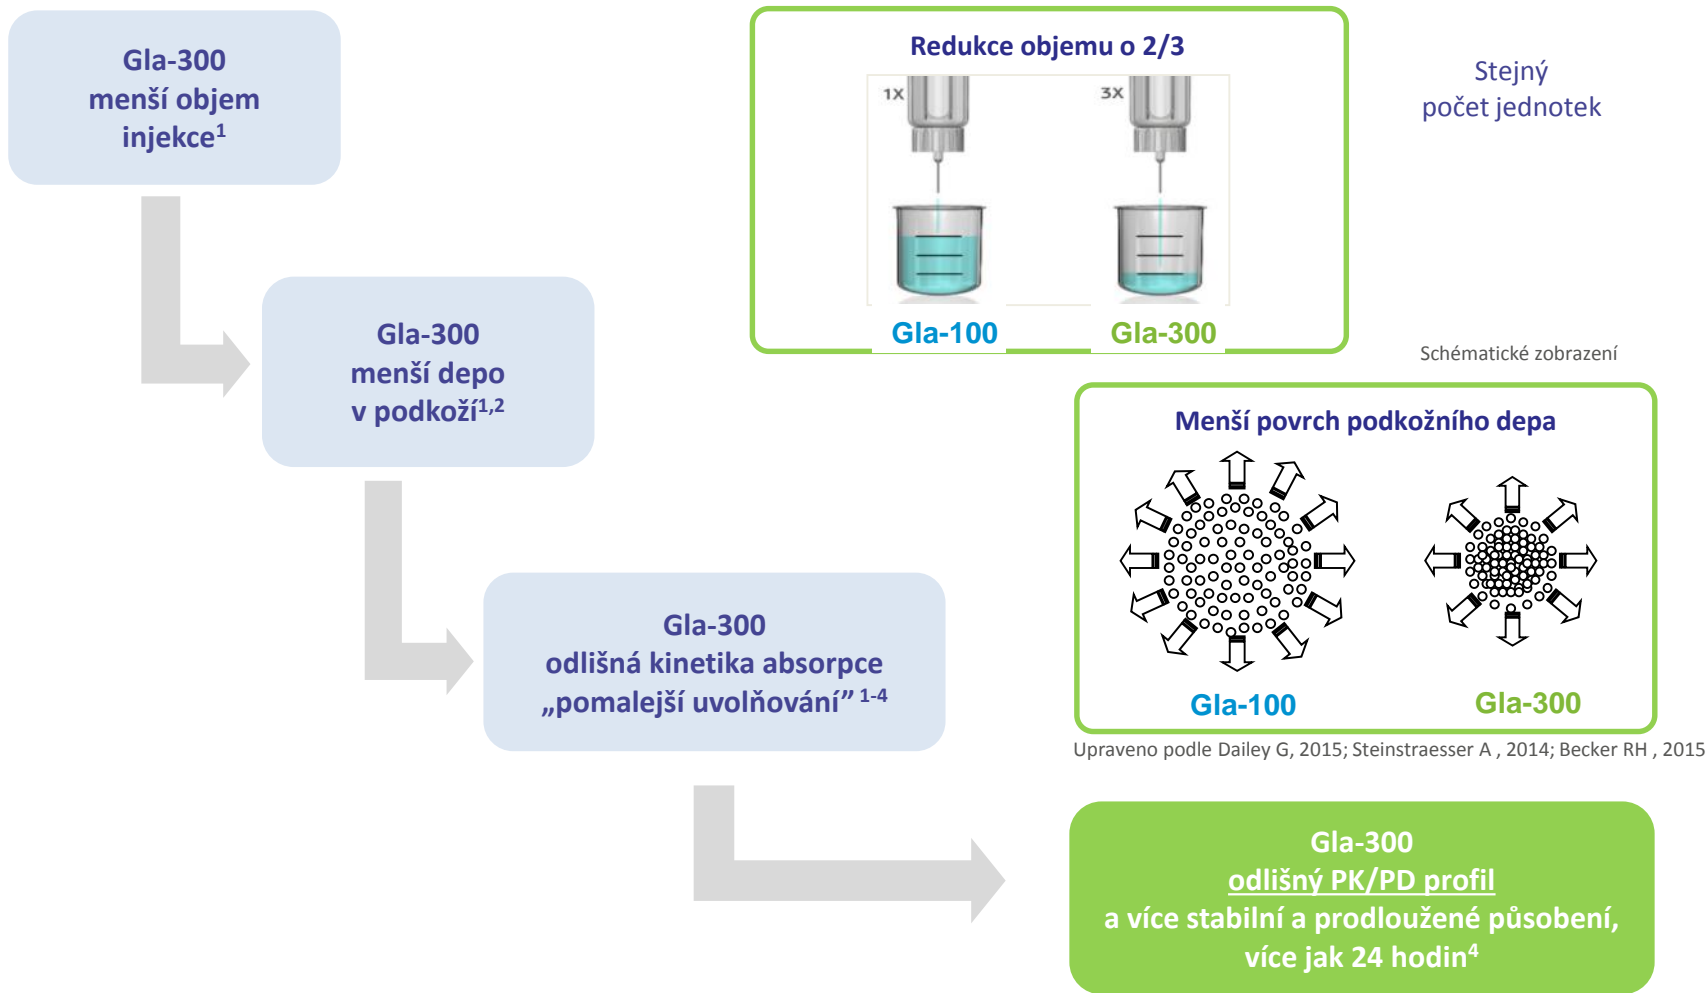 Gla-300
menší objem
injekce1
Redukce objemu o 2/3
1X
3X
Gla-100
Gla-300
Stejný
počet jednotek
Schématické zobrazení
Gla-300
menší depo
v podkoží1,2
Menší povrch podkožního depa
Gla-100
Gla-300
Upraveno podle Dailey G, 2015; Steinstraesser A , 2014; Becker RH , 2015
Gla-300
odlišná kinetika absorpce
„pomalejší uvolňování” 1-4
Gla-300
odlišný PK/PD profil
a více stabilní a prodloužené působení,
více jak 24 hodin4